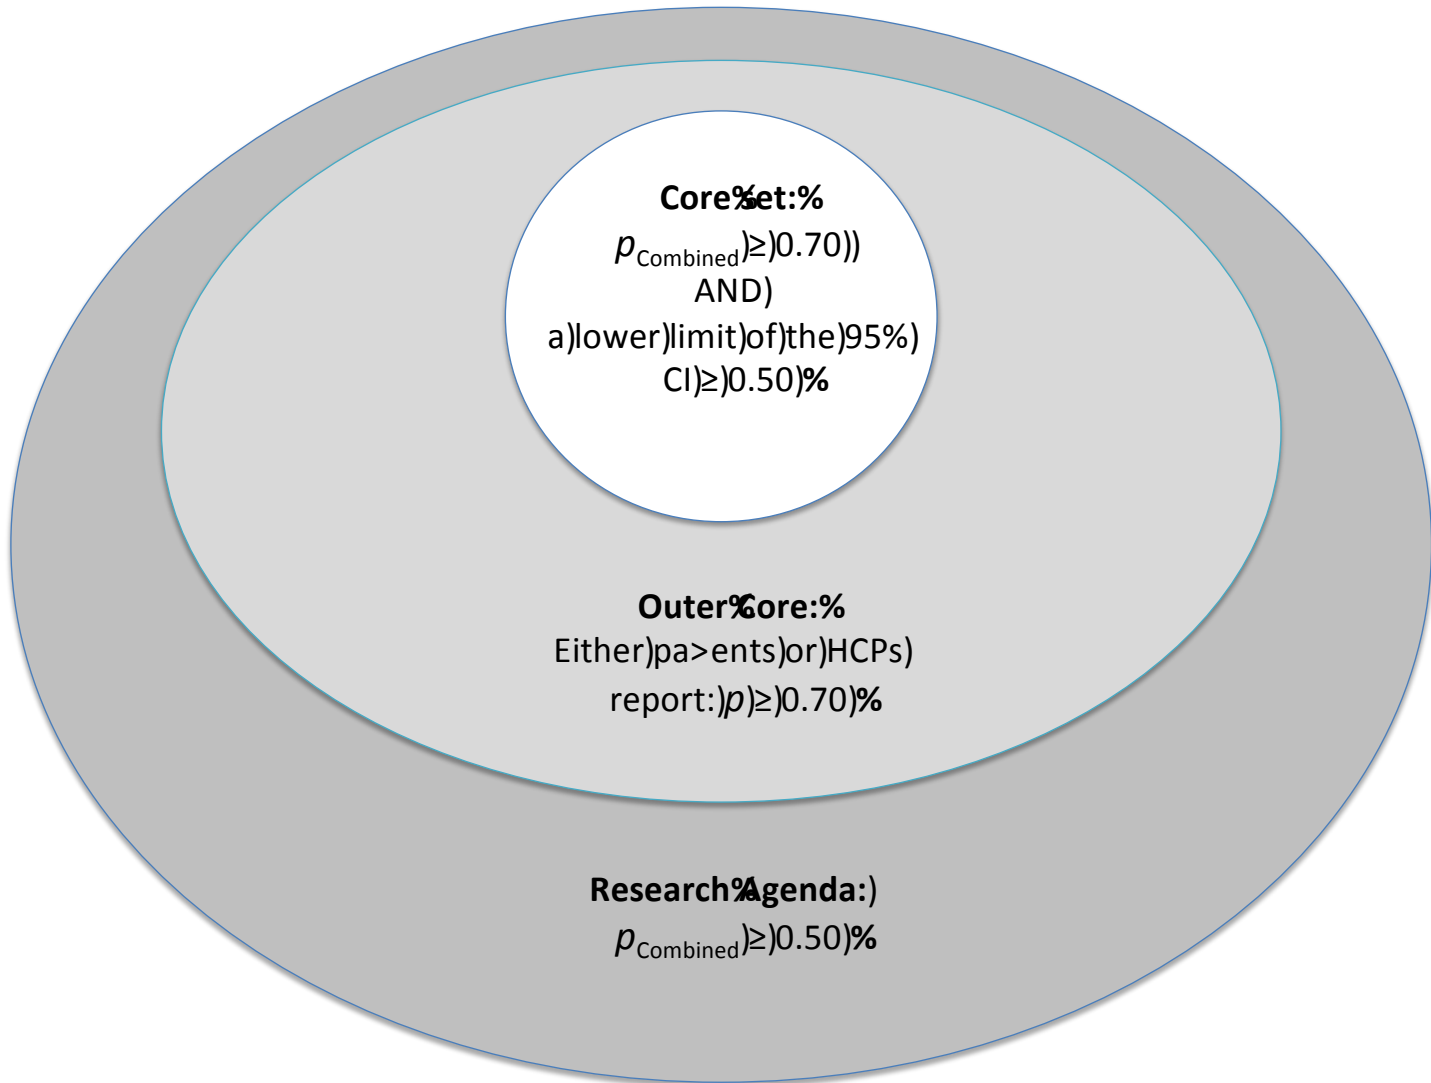 Core%set:%
pCombined)≥)0.70))
AND)
a)lower)limit)of)the)95%)
CI)≥)0.50)%
Outer%Core:%
Either)pa>ents)or)HCPs)
report:)p)≥)0.70)%
Research%Agenda:)
pCombined)≥)0.50)%